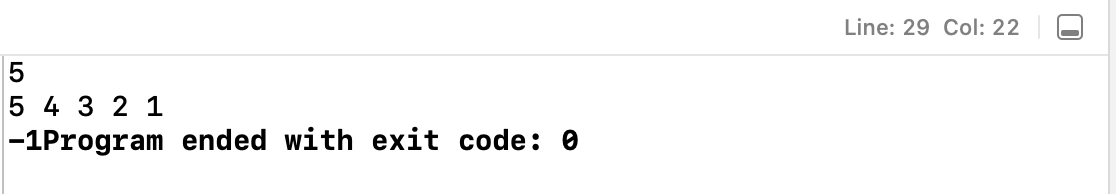 Line: 29 Col: 22
5
5 4 3 2 1
-1Program ended with exit code: 0